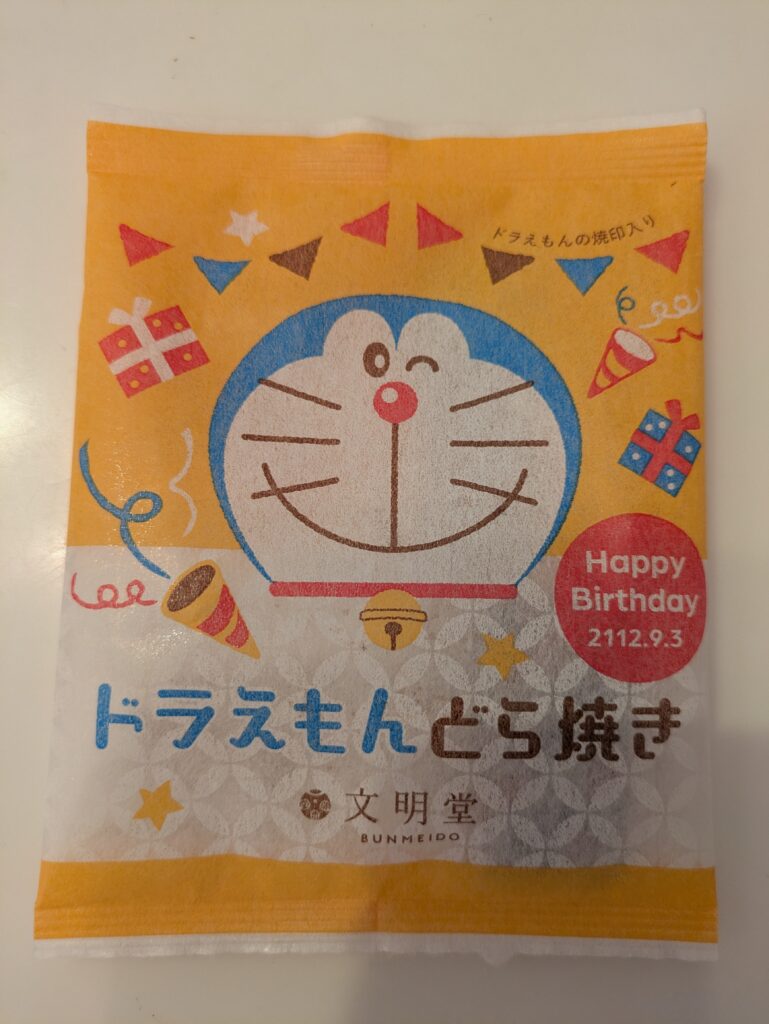 ドラえもんの焼印入り
Happy
Birthday
2112.9.3
ドラえもんどら焼き
文明堂
BUNMEIDO